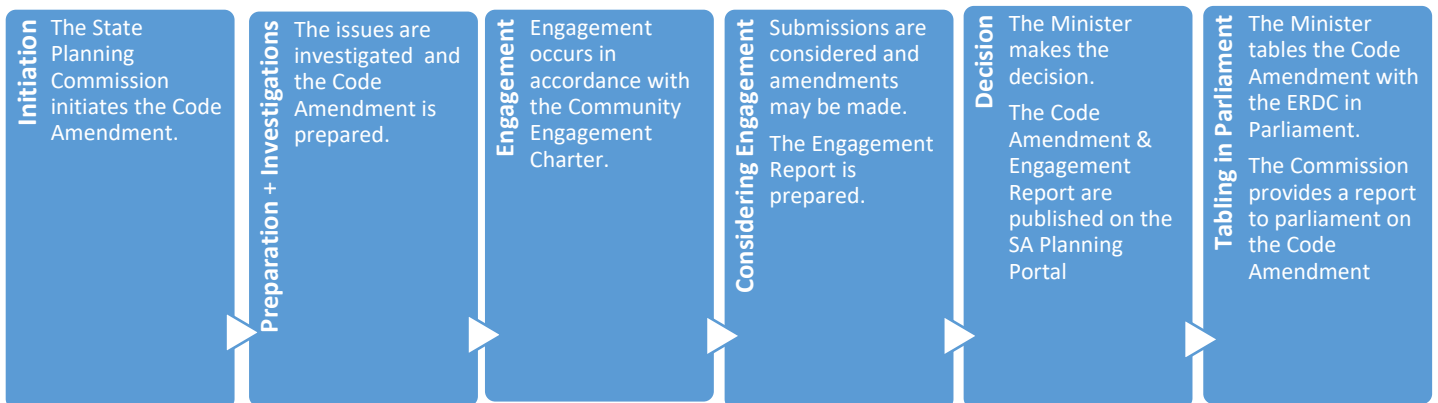 Initiation
The State
Planning
Commission
initiates the Code
Amendment.
Preparation + Investigations
The issues are
investigated and
the Code
Amendment is
prepared.
Engagement
Engagement
occurs in
accordance with
the Community
Engagement
Charter.
Considering Engagement
Submissions are
considered and
amendments
may be made.
The Engagement
Report is
prepared.
Decision
The Minister
makes the
decision.
The Code
Amendment &
Engagement
Report are
published on the
SA Planning
Portal
Tabling in Parliament
The Minister
tables the Code
Amendment with
the ERDC in
Parliament.
The Commission
provides a report
to parliament on
the Code
Amendment